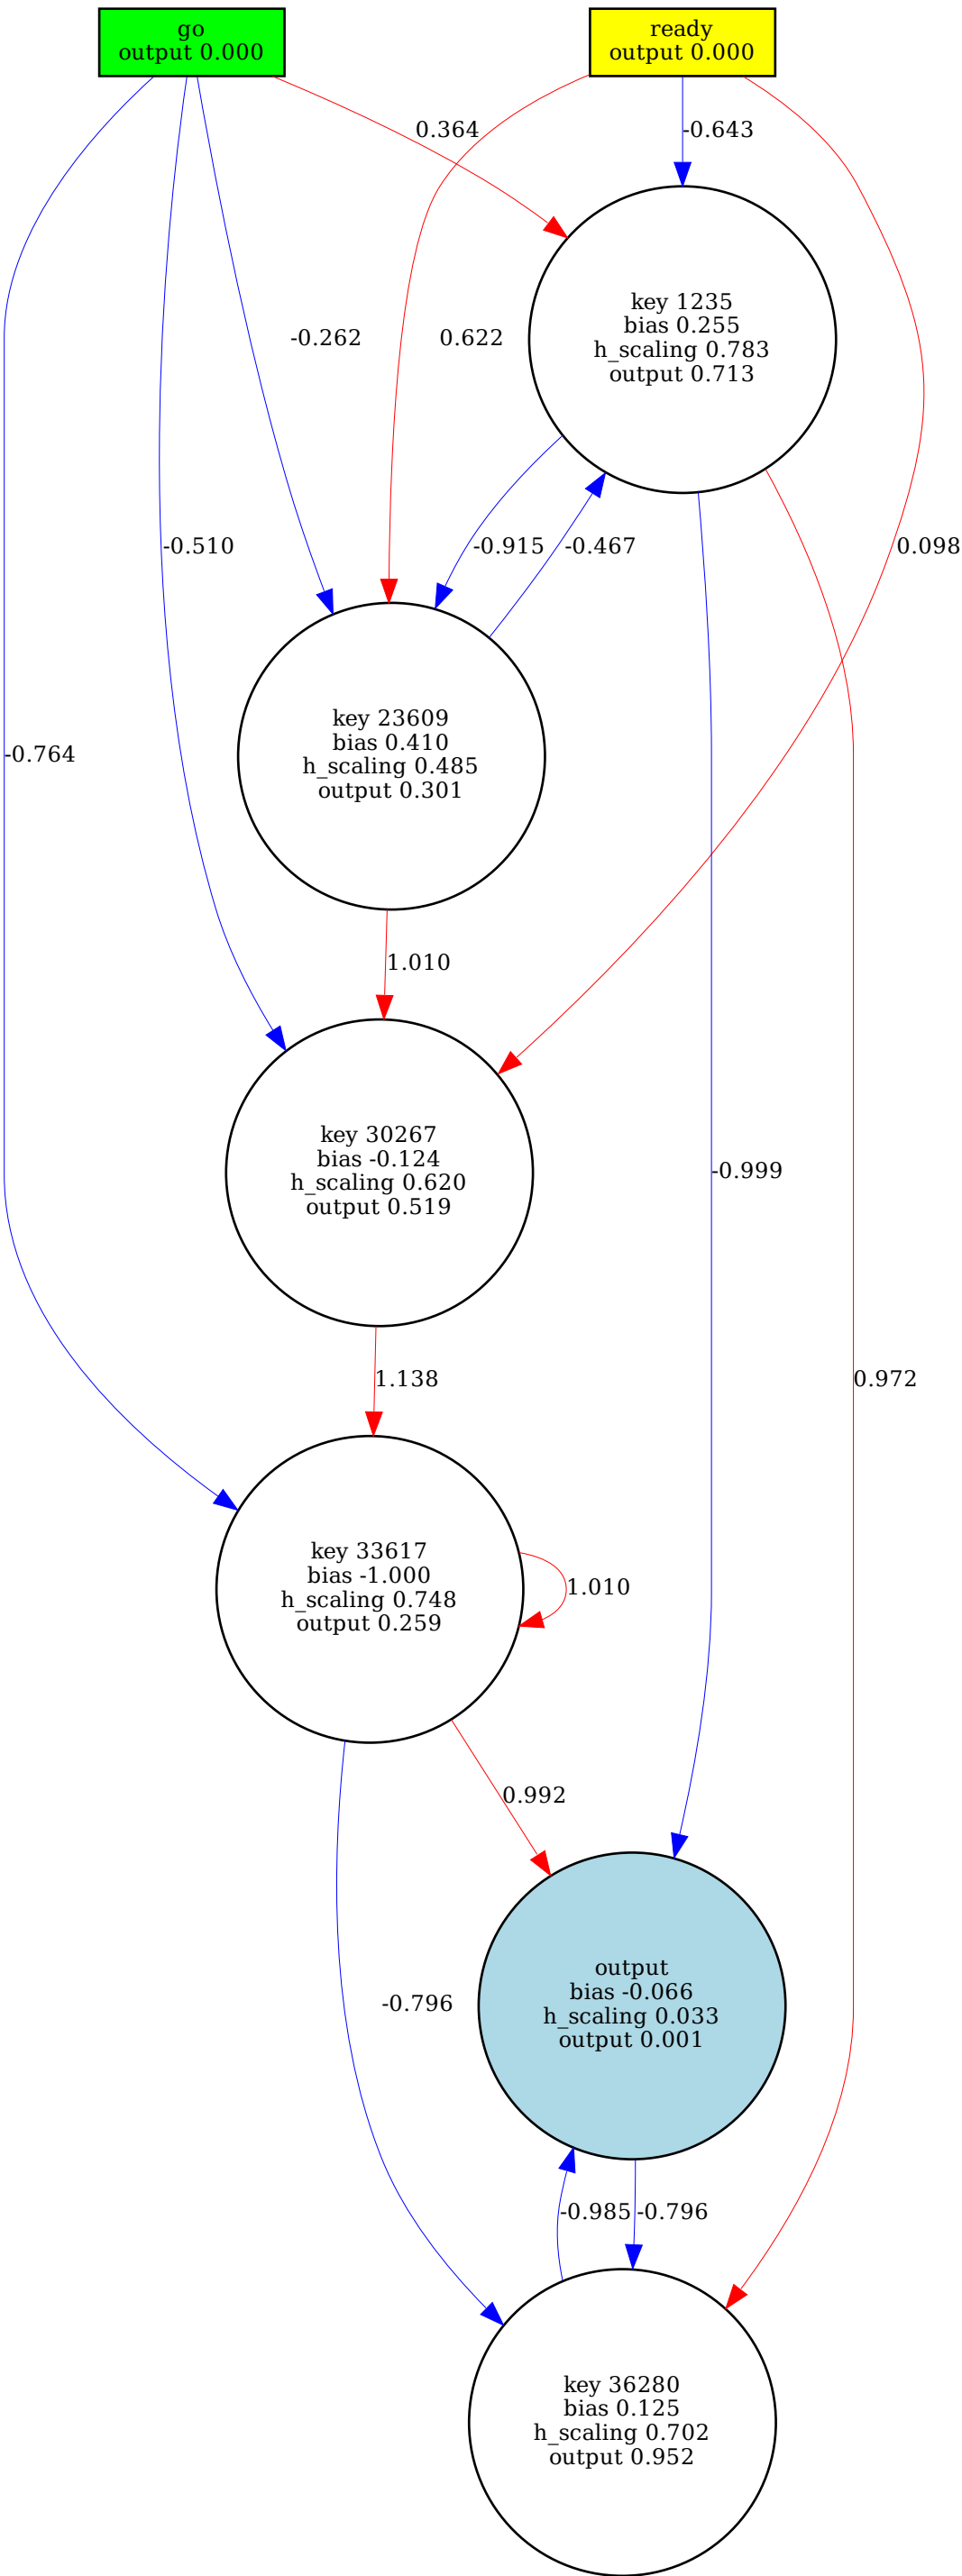 go
output 0.000
ready
output 0.000
0.364
-0.643
key 1235
bias 0.255
h_scaling 0.783
output 0.713
-0.262
0.622
-0.510
-0.915
-0.467
0.098
key 23609
bias 0.410
h_scaling 0.485
output 0.301
-0.764
1.010
key 30267
bias -0.124
h_scaling 0.620
output 0.519
-0.999
1.138
0.972
key 33617
bias -1.000
h_scaling 0.748
output 0.259
1.010
0.992
output
bias -0.066
h_scaling 0.033
output 0.001
-0.796
-0.985
-0.796
key 36280
bias 0.125
h_scaling 0.702
output 0.952